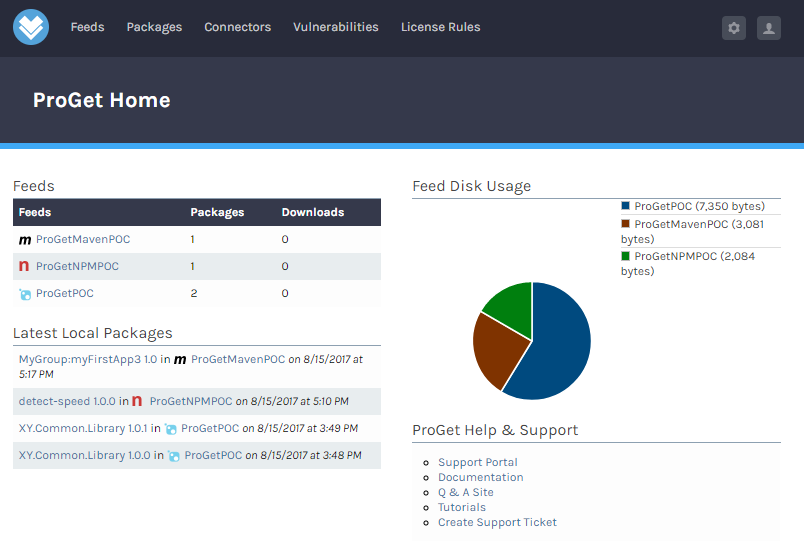 Feeds Packages Connectors Vulnerabilities License Rules
ProGet Home
Feeds
Feeds Packages Downloads
m ProGetMavenPOC 1 0
n ProGetNPMPOC 1 0
ProGetPOC 2 0
Latest Local Packages
MyGroup:myFirstApp3 1.0 in m ProGetMavenPOC on 8/15/2017 at
5:17 PM
detect-speed 1.0.0 in n ProGetNPMPOC on 8/15/2017 at 5:10 PM
XY.Common.Library 1.0.1 in ProGetPOC on 8/15/2017 at 3:49 PM
XY.Common.Library 1.0.0 in ProGetPOC on 8/15/2017 at 3:48 PM
Feed Disk Usage
ProGetPOC (7,350 bytes)
ProGetMavenPOC (3,081
bytes)
ProGetNPMPOC (2,084
bytes)
ProGet Help & Support
Support Portal
Documentation
Q & A Site
Tutorials
Create Support Ticket